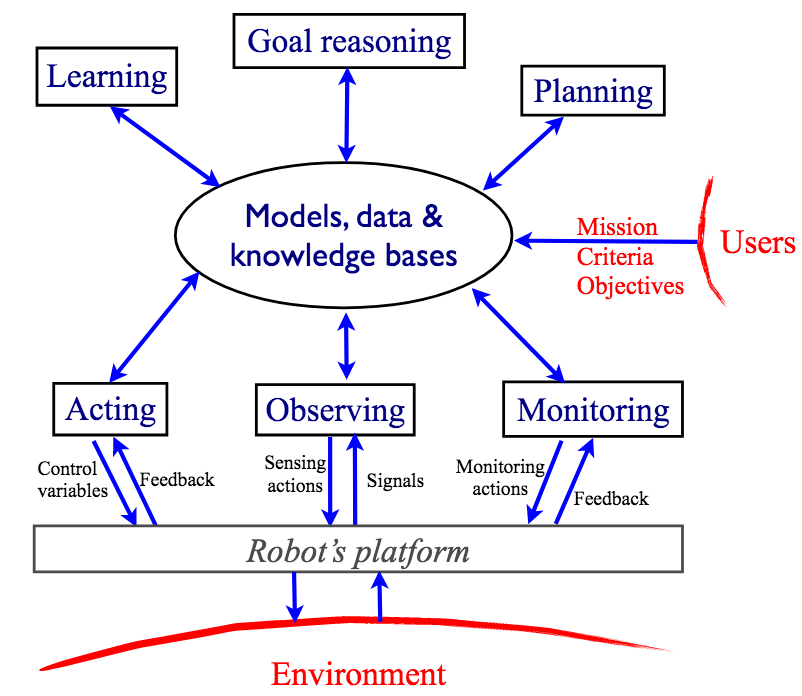 Goal reasoning
Learning
Planning
Models, data &
knowledge bases
Mission
Criteria
Objectives
Users
Acting
Observing
Monitoring
Control
variables
Feedback
Sensing
actions
Signals
Monitoring
actions
Feedback
Robot's platform
Environment